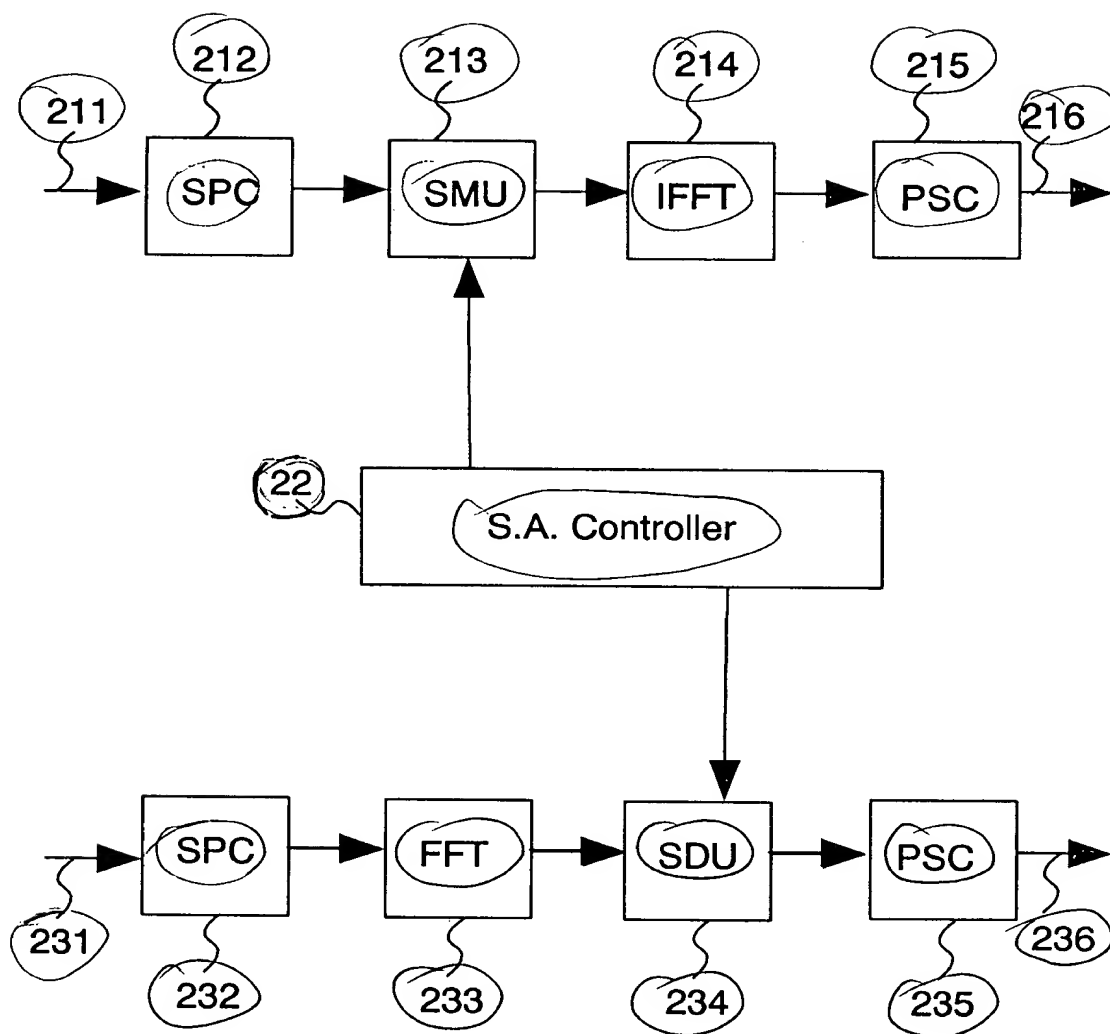 212 213 214 215
211 216
SPC SMU IFFT PSC
22
S.A. Controller
SPC FFT SDU PSC
231 236
232 233 234 235